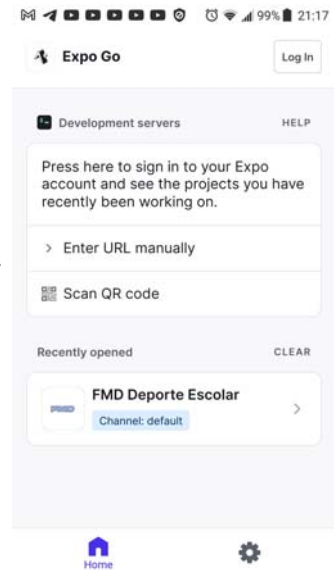 99% 21:17
Expo Go
Log In
Development servers
HELP
Press here to sign in to your Expo
account and see the projects you have
recently been working on.
Enter URL manually
Scan QR code
Recently opened
CLEAR
FMD
FMD Deporte Escolar
Channel: default
Home